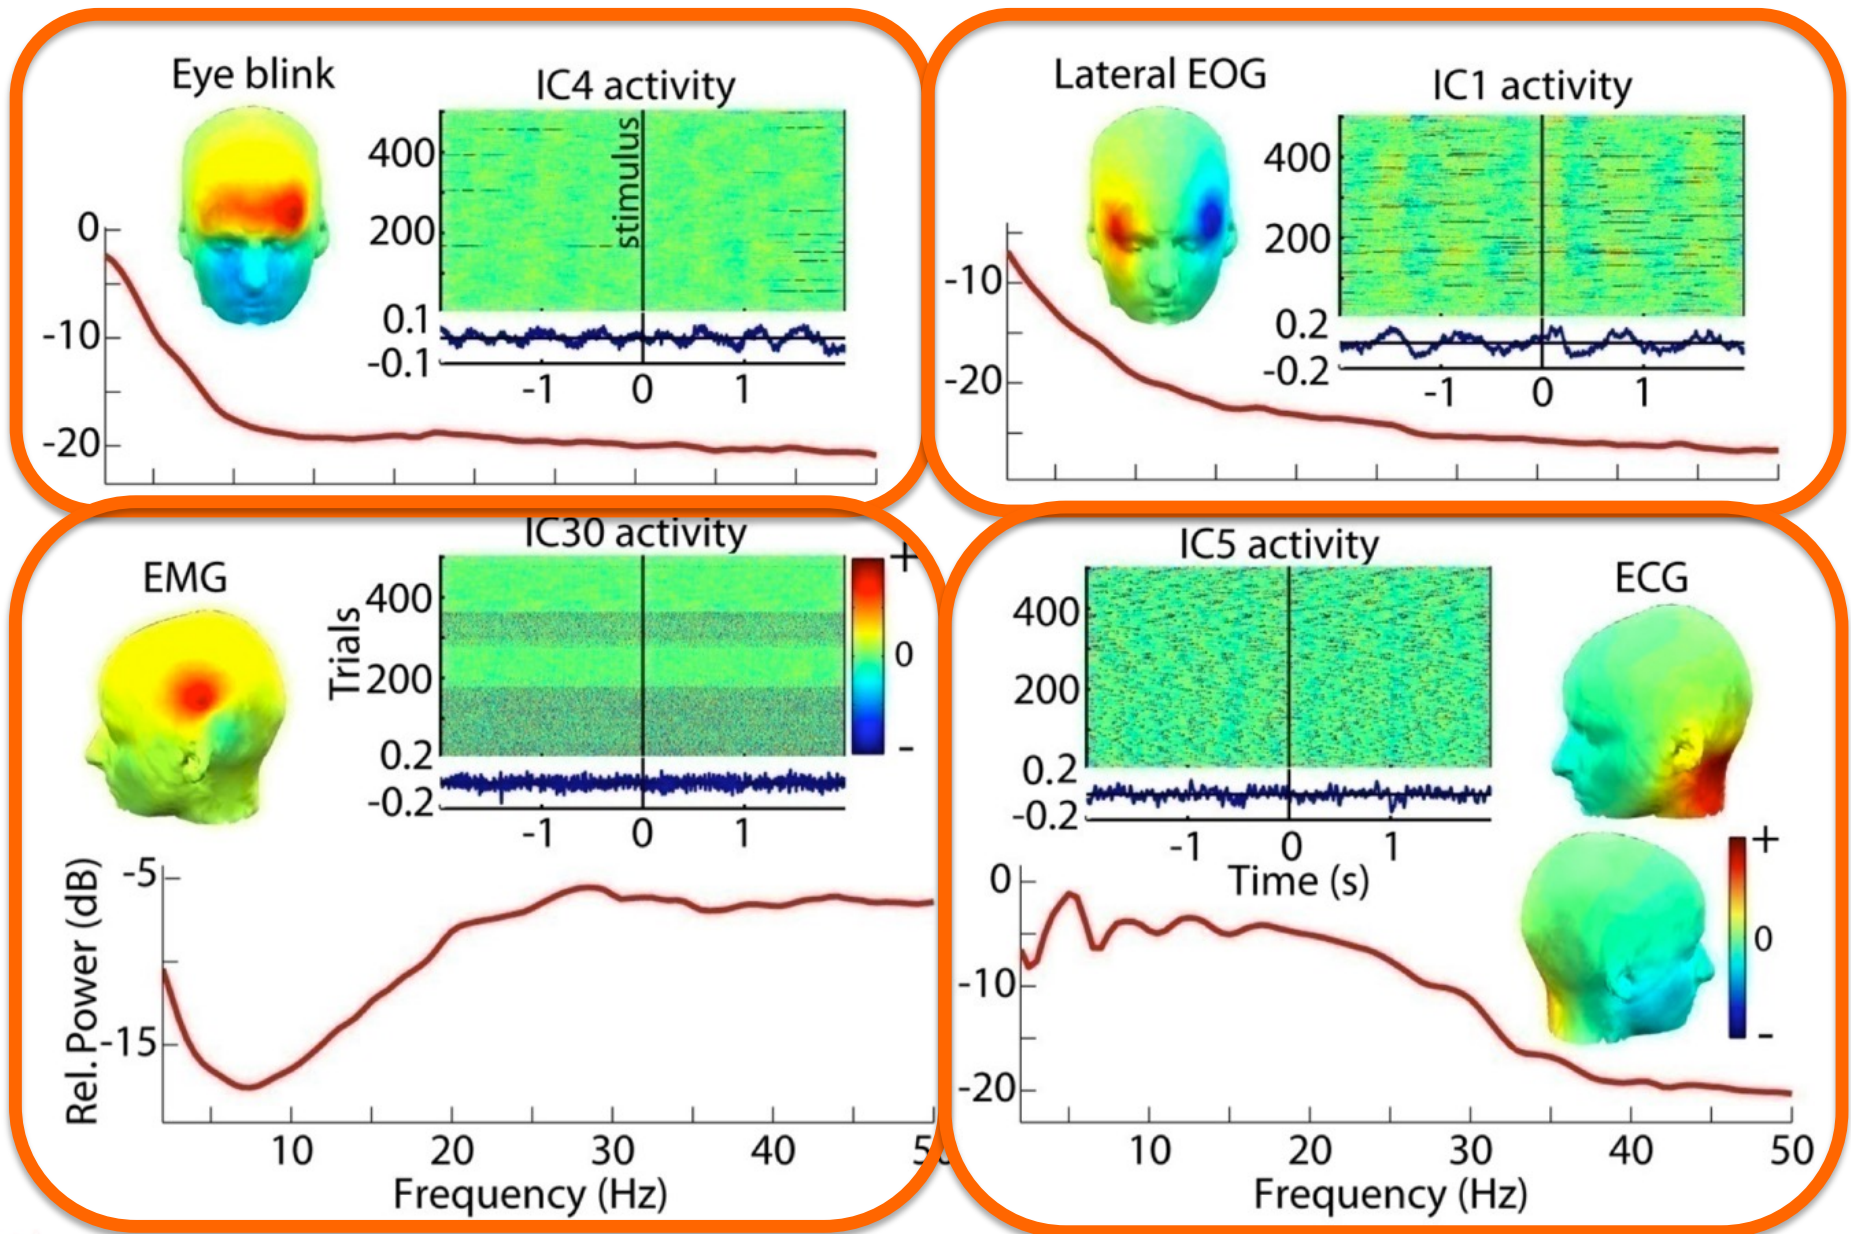 Eye blink
IC4 activity
stimulus
400
200
0.1
-0.1
-1 0 1
0
-10
-20
Lateral EOG
IC1 activity
400
200
0.2
-0.2
-1 0 1
-10
-20
EMG
IC30 activity
Trials
400
200
0.2
-0.2
-1 0 1
+
0
-
Rel.Power (dB)
-5
-15
10 20 30 40 50
Frequency (Hz)
IC5 activity
ECG
400
200
0.2
-0.2
-1 0 1
Time (s)
+
0
-
0
-10
-20
10 20 30 40 50
Frequency (Hz)